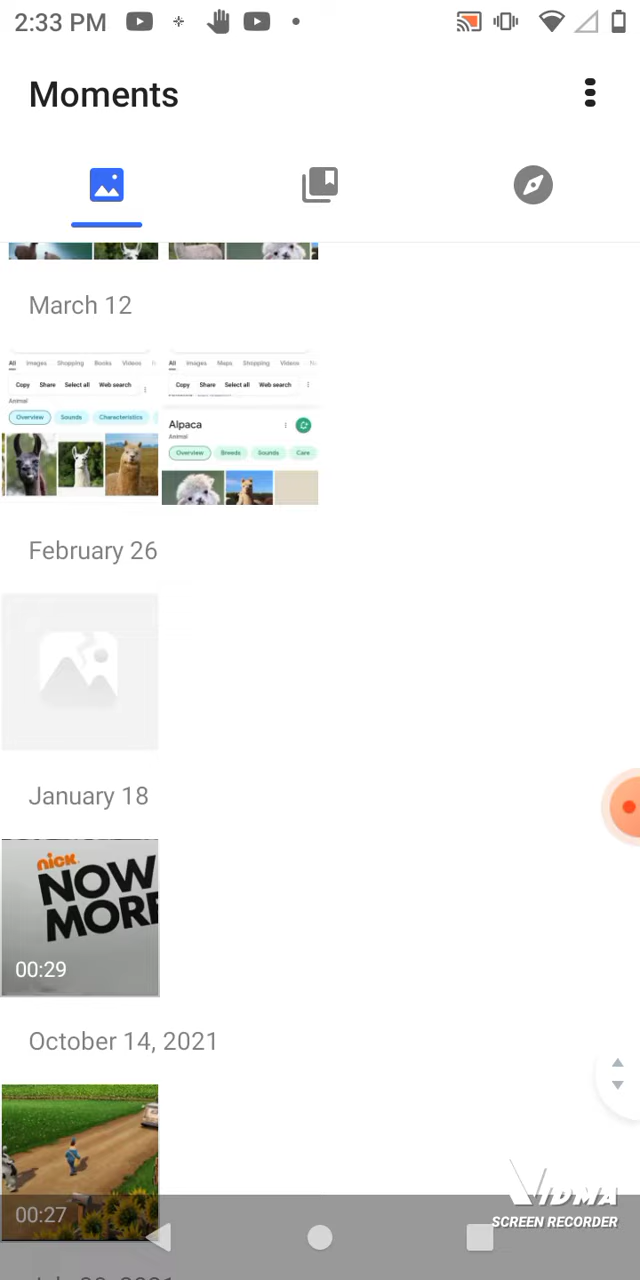 2:33 PM
Moments
March 12
All Images Shopping Books Videos
Copy Share Select all Web search
Animal
Overview Sounds Characteristics
All Images Maps Shopping Videos
Copy Share Select all Web search
Alpaca
Animal
Overview Breeds Sounds Care
February 26
January 18
nick
NOW
MOR
00:29
October 14, 2021
00:27
VIDMA
SCREEN RECORDER